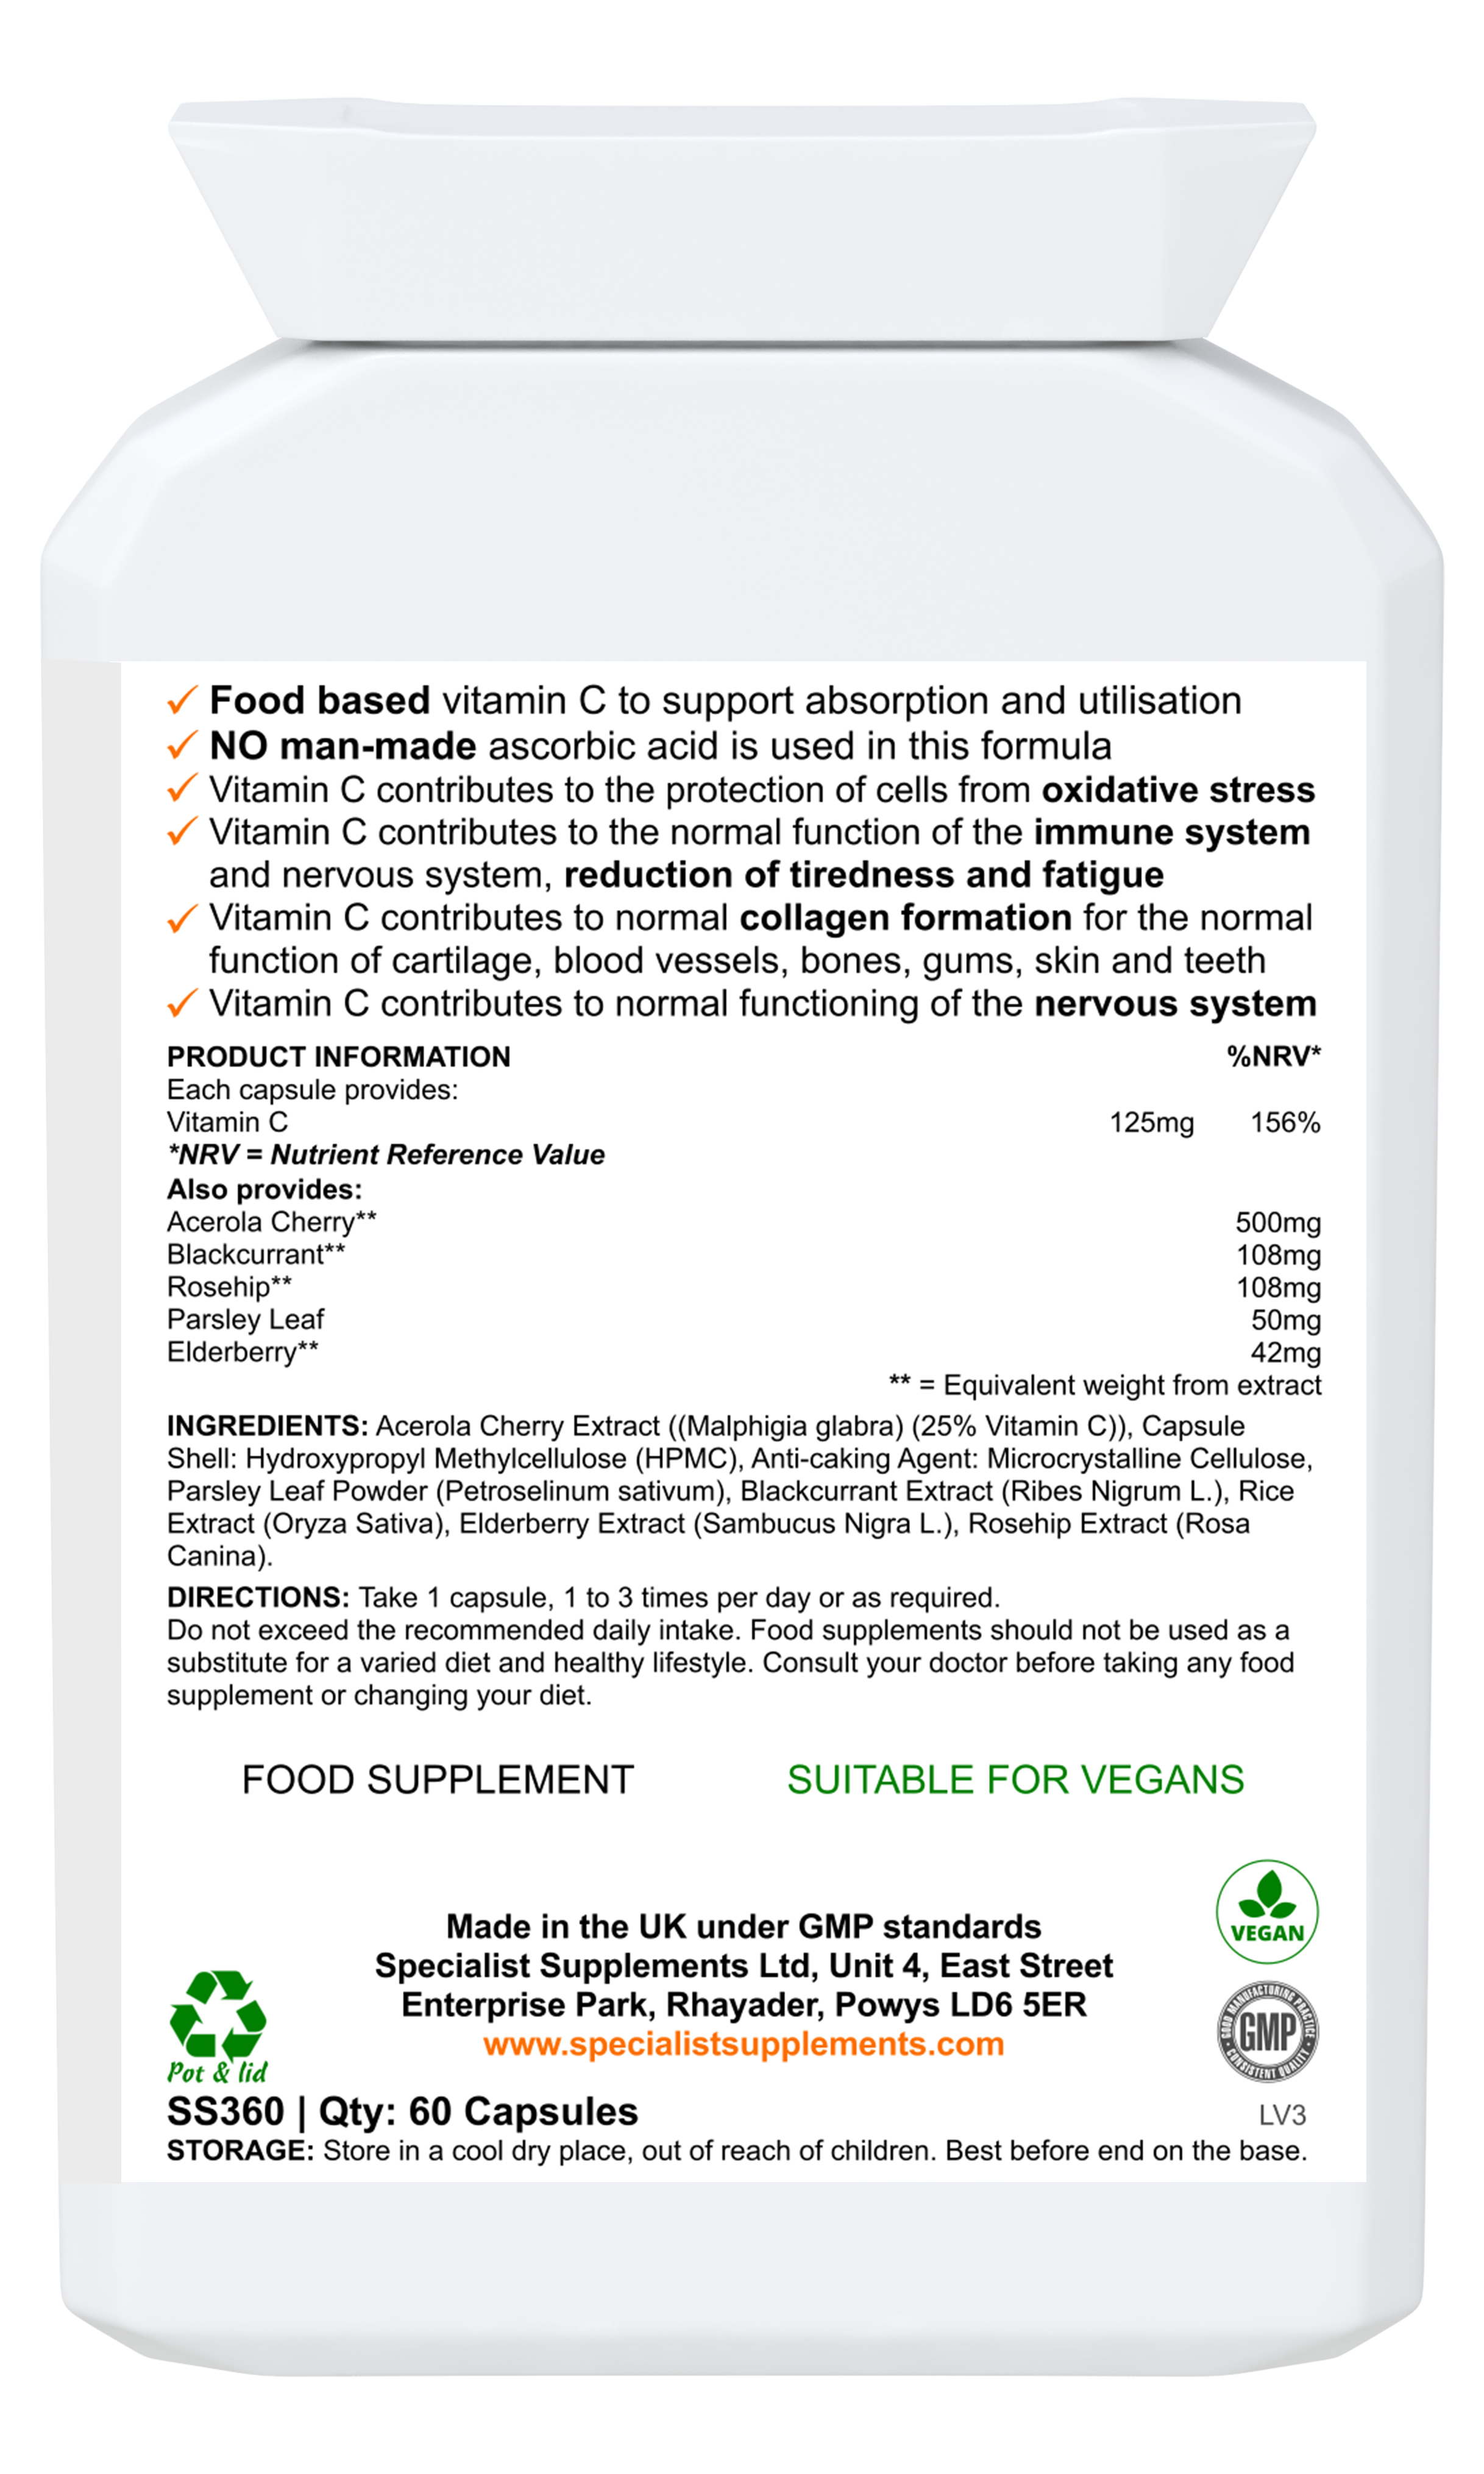 ✓ Food based vitamin C to support absorption and utilisation
✓ NO man-made ascorbic acid is used in this formula
✓ Vitamin C contributes to the protection of cells from oxidative stress
✓ Vitamin C contributes to the normal function of the immune system
and nervous system, reduction of tiredness and fatigue
✓ Vitamin C contributes to normal collagen formation for the normal
function of cartilage, blood vessels, bones, gums, skin and teeth
✓ Vitamin C contributes to normal functioning of the nervous system
PRODUCT INFORMATION %NRV*
Each capsule provides:
Vitamin C 125mg 156%
*NRV = Nutrient Reference Value
Also provides:
Acerola Cherry** 500mg
Blackcurrant** 108mg
Rosehip** 108mg
Parsley Leaf 50mg
Elderberry** 42mg
** = Equivalent weight from extract
INGREDIENTS: Acerola Cherry Extract ((Malphigia glabra) (25% Vitamin C)), Capsule
Shell: Hydroxypropyl Methylcellulose (HPMC), Anti-caking Agent: Microcrystalline Cellulose,
Parsley Leaf Powder (Petroselinum sativum), Blackcurrant Extract (Ribes Nigrum L.), Rice
Extract (Oryza Sativa), Elderberry Extract (Sambucus Nigra L.), Rosehip Extract (Rosa
Canina).
DIRECTIONS: Take 1 capsule, 1 to 3 times per day or as required.
Do not exceed the recommended daily intake. Food supplements should not be used as a
substitute for a varied diet and healthy lifestyle. Consult your doctor before taking any food
supplement or changing your diet.
FOOD SUPPLEMENT SUITABLE FOR VEGANS
VEGAN
Made in the UK under GMP standards
Specialist Supplements Ltd, Unit 4, East Street
Enterprise Park, Rhayader, Powys LD6 5ER
www.specialistsupplements.com
GOOD MANUFACTURING PRACTICE
GMP
CONSISTENT QUALITY
Pot & lid
SS360 | Qty: 60 Capsules LV3
STORAGE: Store in a cool dry place, out of reach of children. Best before end on the base.